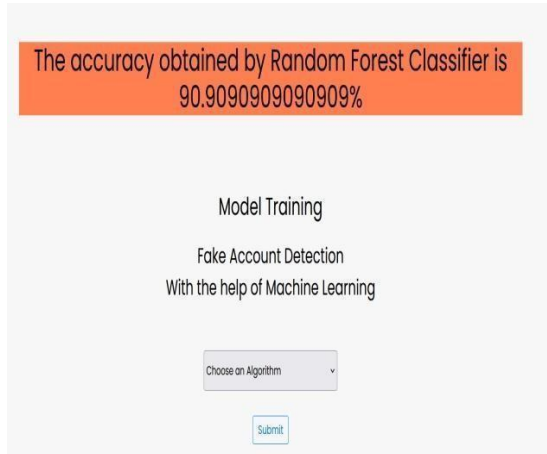 The accuracy obtained by Random Forest Classifier is
90.9090909090909%
Model Training
Fake Account Detection
With the help of Machine Learning
Choose an Algorithm
Submit